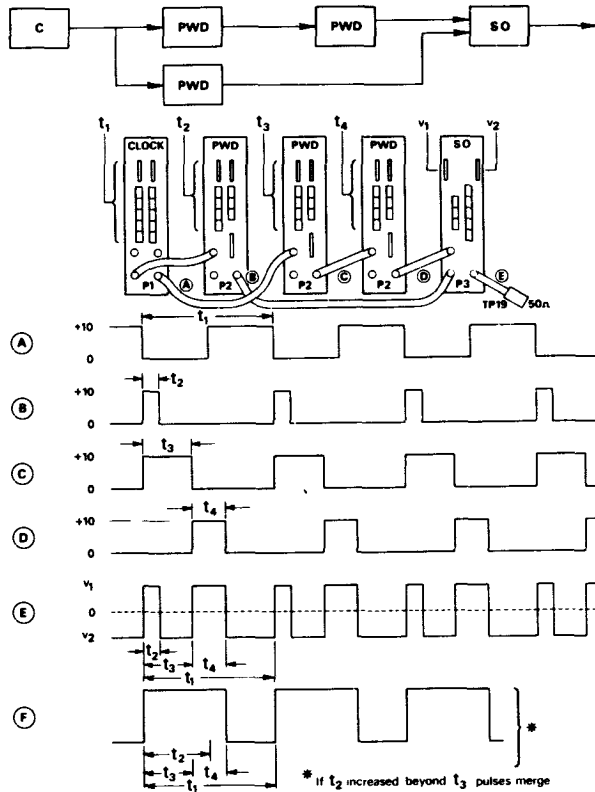 C PWD PWD SO
PWD
t₁ t₂ t₃ t₄ v₁ v₂
CLOCK PWD PWD PWD SO
P1 A P2 B P2 C P2 D P3 E
TP19 50Ω
t₁
A +10
0
t₂
B +10
0
t₃
C +10
0
t₄
D +10
0
E v₁
0
v₂
t₂
t₃ t₄
t₁
F
*
t₂
t₃ t₄
t₁
* If t₂ increased beyond t₃ pulses merge